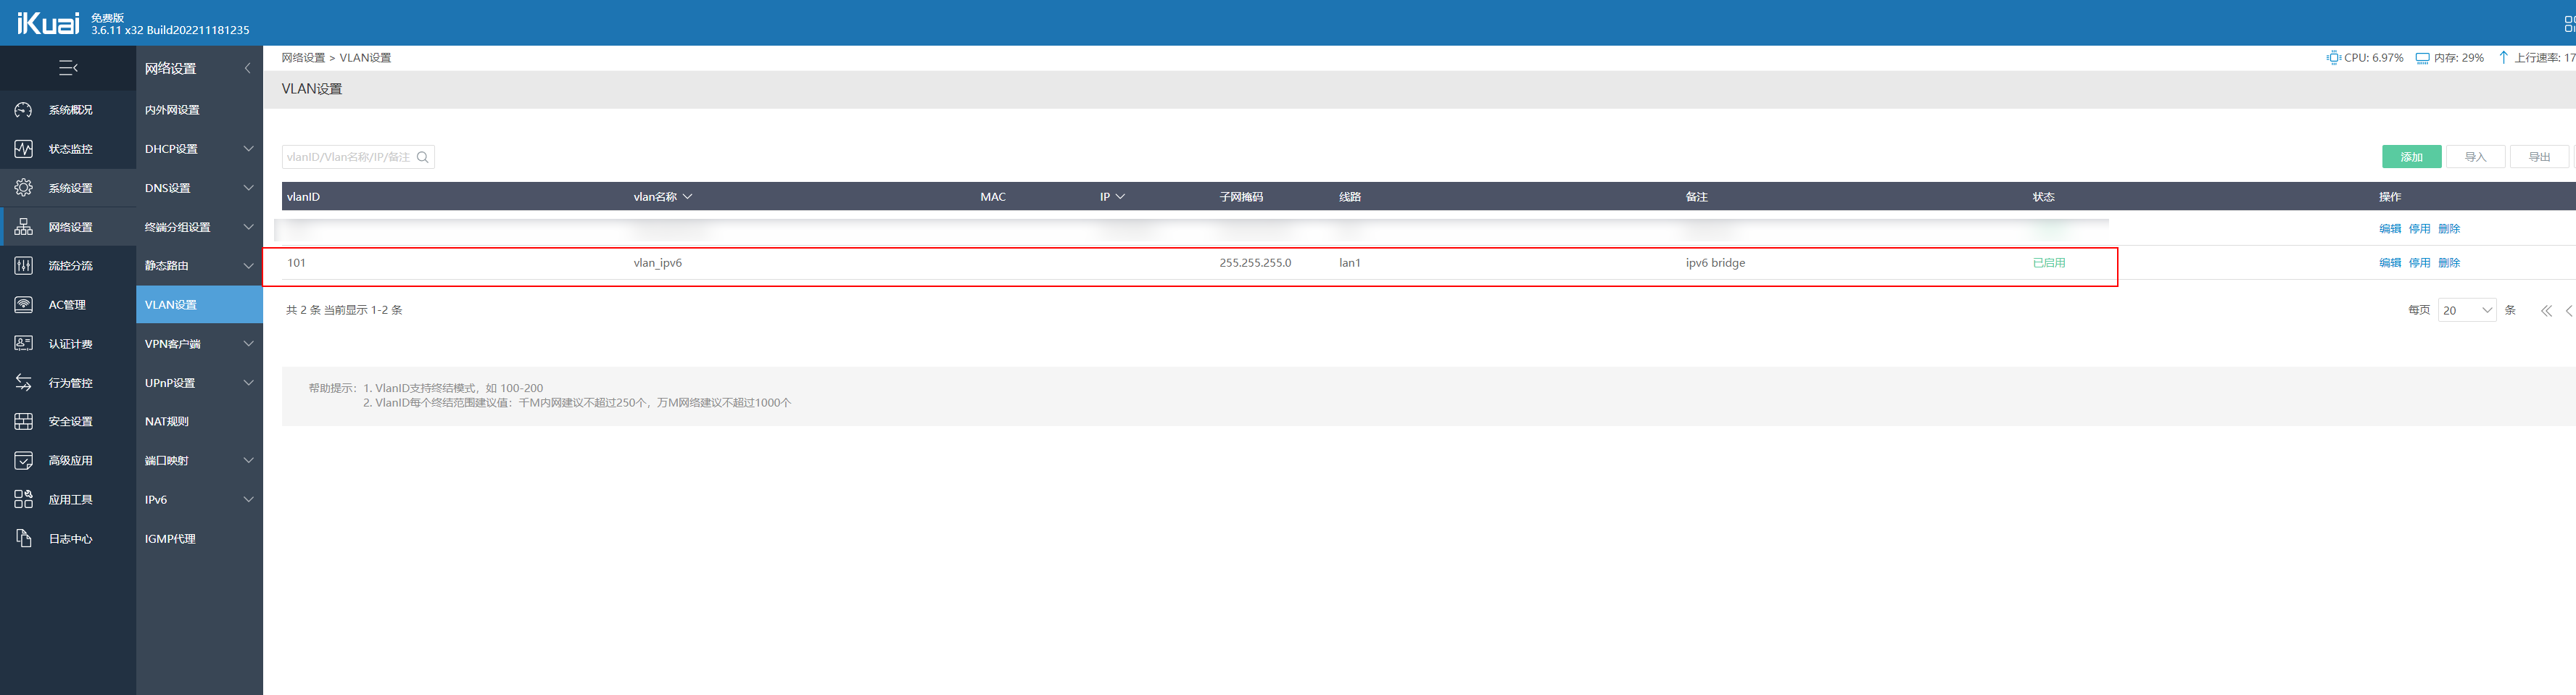 iKuai 免费版
3.6.11 x32 Build202211181235
网络设置
系统概况
状态监控
系统设置
网络设置
流控分流
AC管理
认证计费
行为管控
安全设置
高级应用
应用工具
日志中心
内外网设置
DHCP设置
DNS设置
终端分组设置
静态路由
VLAN设置
VPN客户端
UPnP设置
NAT规则
端口映射
IPv6
IGMP代理
网络设置 > VLAN设置
CPU: 6.97% 内存: 29% 上行速率: 17
VLAN设置
vlanID/Vlan名称/IP/备注
添加 导入 导出
vlanID vlan名称 MAC IP 子网掩码 线路 备注 状态 操作
编辑 停用 删除
101 vlan_ipv6 255.255.255.0 lan1 ipv6 bridge 已启用 编辑 停用 删除
共 2 条 当前显示 1-2 条
每页 20 条
帮助提示: 1. VlanID支持终结模式，如 100-200
2. VlanID每个终结范围建议值：千M内网建议不超过250个，万M网络建议不超过1000个